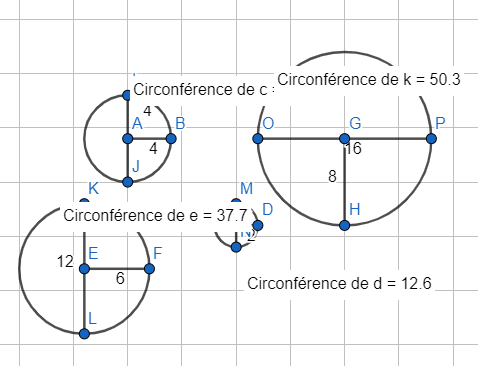 Circonférence de k = 50.3
Circonférence de c :
4
A
B
4
J
O
G
P
16
8
H
K
M
Circonférence de e = 37.7
D
N
2
E
F
12
6
L
Circonférence de d = 12.6